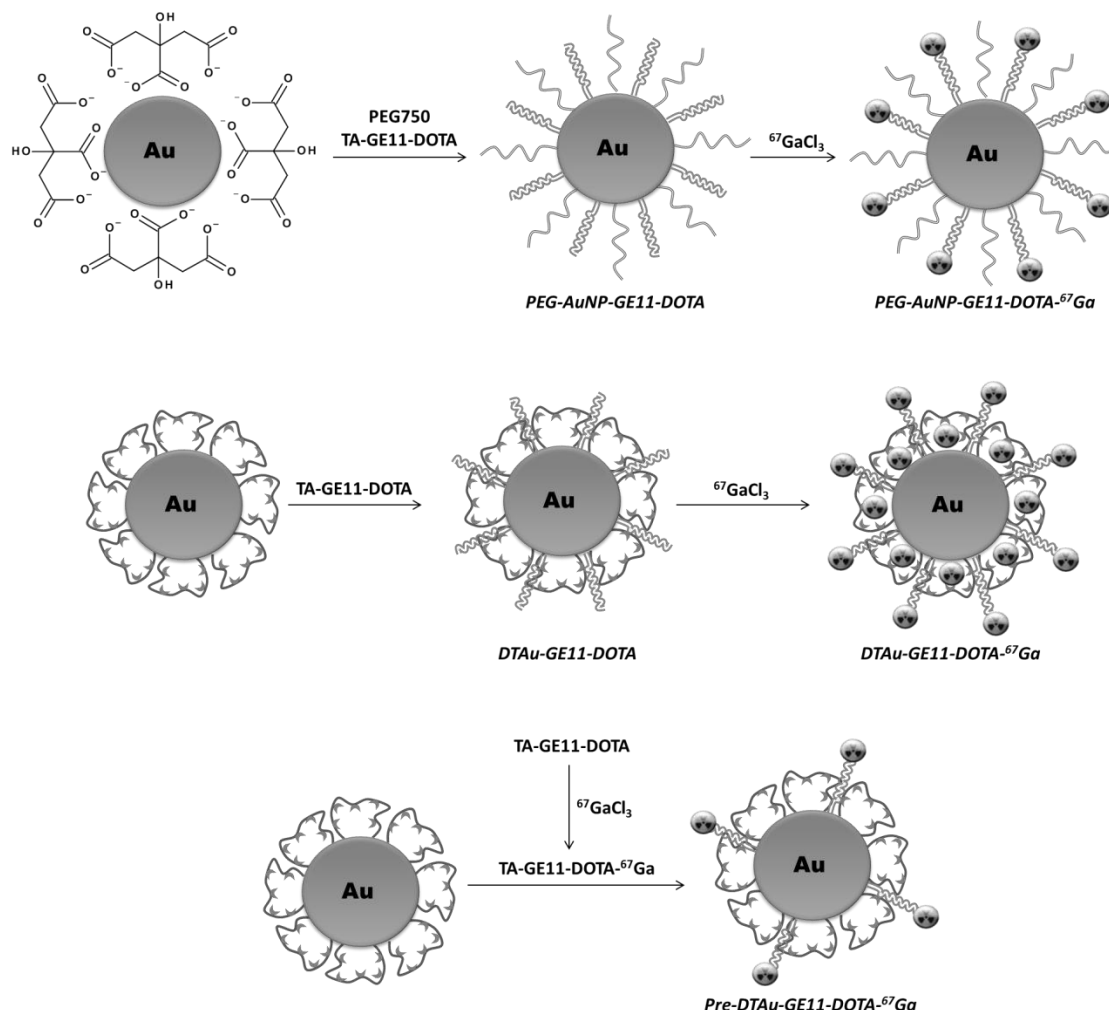 OH
O
O
O⁻
O⁻
⁻O
O
O
O⁻
O
HO
O
O⁻
O
O⁻
Au
O
O⁻
O⁻
O
OH
O⁻
O
O
O⁻
O⁻
O
O⁻
O
OH
PEG750
TA-GE11-DOTA
Au
⁶⁷GaCl₃
Au
PEG-AuNP-GE11-DOTA
PEG-AuNP-GE11-DOTA-⁶⁷Ga
Au
TA-GE11-DOTA
Au
⁶⁷GaCl₃
Au
DTAu-GE11-DOTA
DTAu-GE11-DOTA-⁶⁷Ga
TA-GE11-DOTA
⁶⁷GaCl₃
Au
TA-GE11-DOTA-⁶⁷Ga
Au
Pre-DTAu-GE11-DOTA-⁶⁷Ga